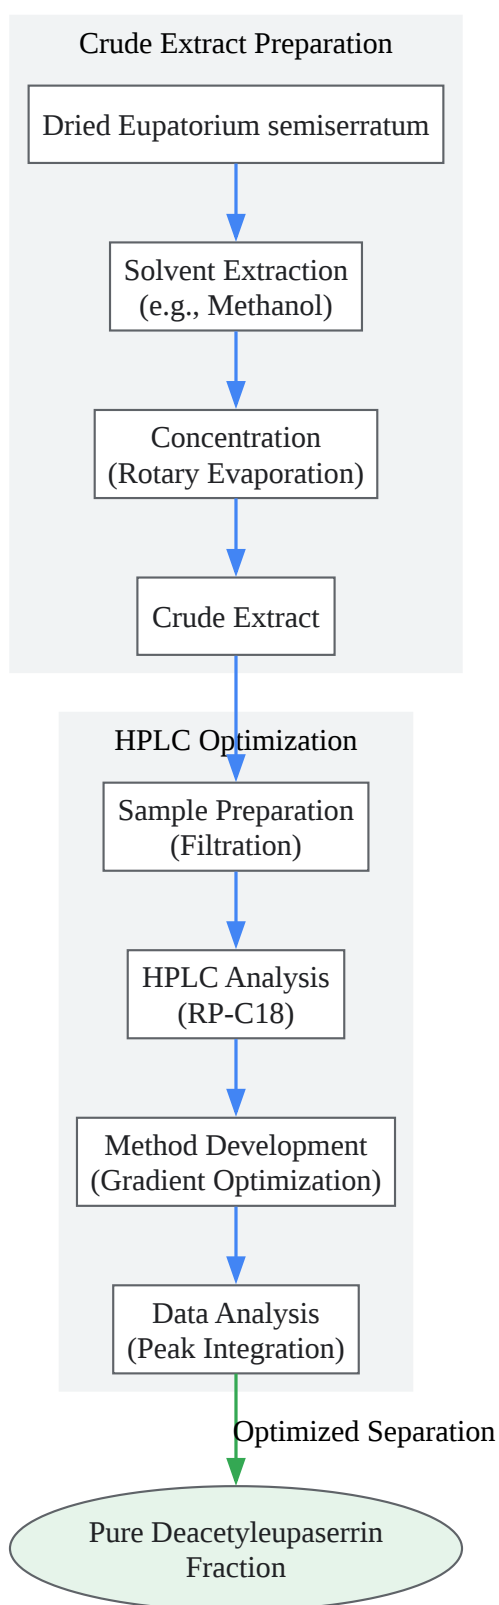 Crude Extract Preparation
Dried Eupatorium semiserratum
Solvent Extraction
(e.g., Methanol)
Concentration
(Rotary Evaporation)
Crude Extract
HPLC Optimization
Sample Preparation
(Filtration)
HPLC Analysis
(RP-C18)
Method Development
(Gradient Optimization)
Data Analysis
(Peak Integration)
Optimized Separation
Pure Deacetyleupaserrin
Fraction